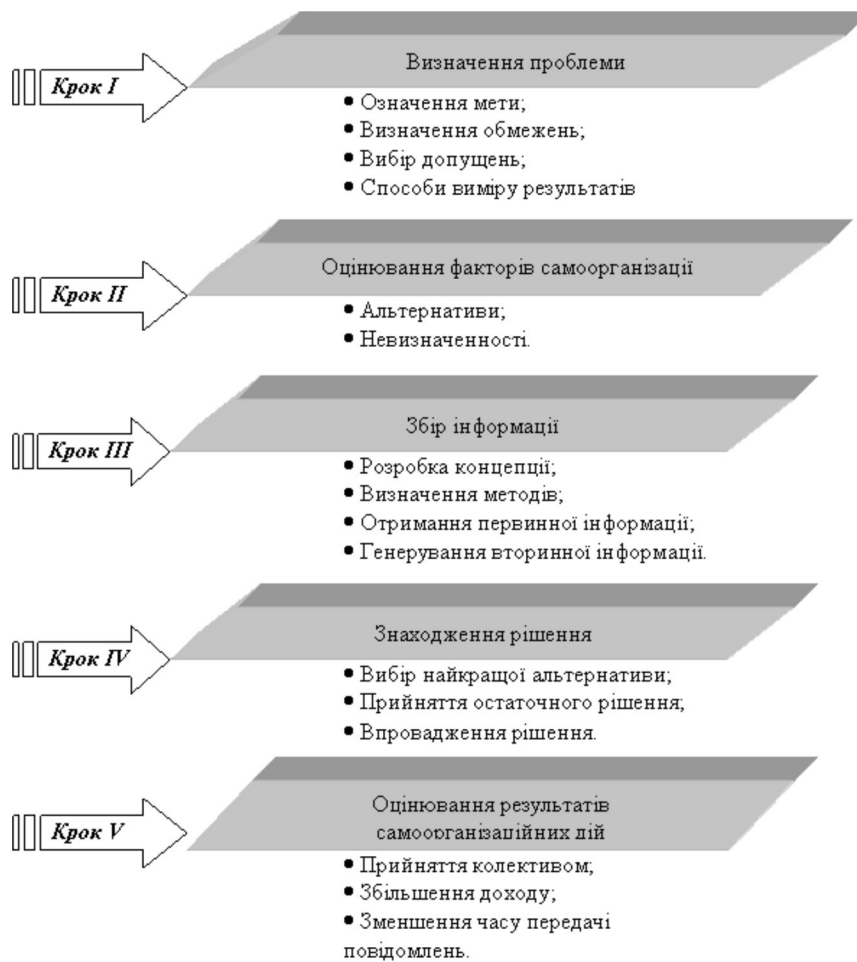 Визначення проблеми
Крок I
• Означення мети;
• Визначення обмежень;
• Вибір допущень;
• Способи виміру результатів
Оцінювання факторів самоорганізації
Крок II
• Альтернативи;
• Невизначенності.
Збір інформації
Крок III
• Розробка концепції;
• Визначення методів;
• Отримання первинної інформації;
• Генерування вторинної інформації.
Знаходження рішення
Крок IV
• Вибір найкращої альтернативи;
• Прийняття остаточного рішення;
• Впровадження рішення.
Оцінювання результатів
самоорганізаційних дій
Крок V
• Прийняття колективом;
• Збільшення доходу;
• Зменшення часу передачі
повідомлень.